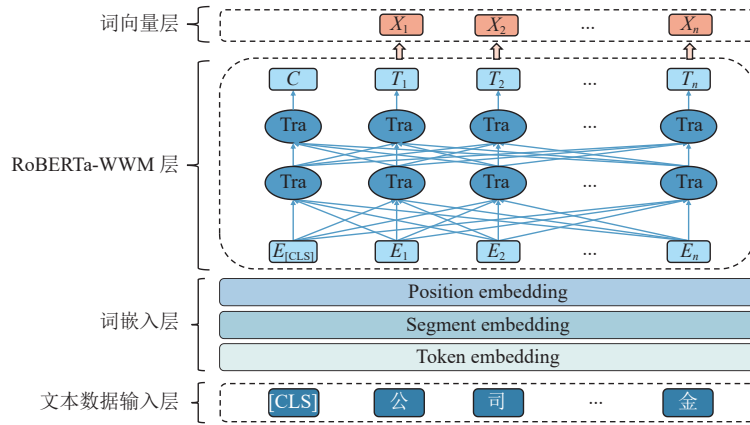 词向量层 X1 X2 ... Xn
C T1 T2 ... Tn
Tra Tra Tra ... Tra
RoBERTa-WWM 层
Tra Tra Tra ... Tra
E[CLS] E1 E2 ... En
Position embedding
词嵌入层 Segment embedding
Token embedding
文本数据输入层 [CLS] 公 司 ... 金